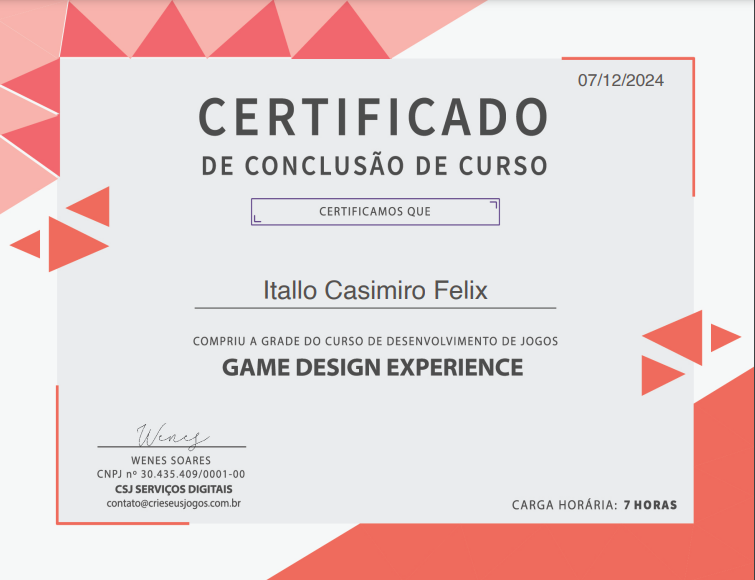 07/12/2024
CERTIFICADO
DE CONCLUSÃO DE CURSO
CERTIFICAMOS QUE
Itallo Casimiro Felix
COMPRIU A GRADE DO CURSO DE DESENVOLVIMENTO DE JOGOS
GAME DESIGN EXPERIENCE
Wenes
WENES SOARES
CNPJ nº 30.435.409/0001-00
CSJ SERVIÇOS DIGITAIS
contato@crieseusjogos.com.br
CARGA HORÁRIA: 7 HORAS